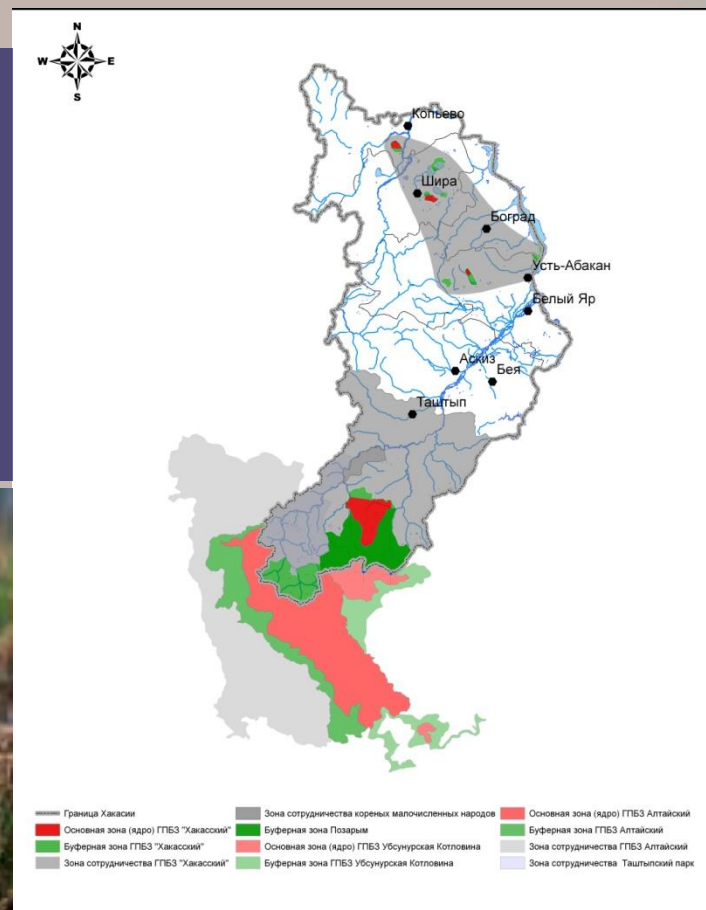 N
W E
S
Копьево
Шира
Боград
Усть-Абакан
Белый Яр
Аскиз
Бея
Таштып
Граница Хакасии
Основная зона (ядро) ГПБЗ "Хакасский"
Буферная зона ГПБЗ "Хакасский"
Зона сотрудничества ГПБЗ "Хакасский"
Зона сотрудничества кореных малочисленных народов
Буферная зона Позарым
Основная зона (ядро) ГПБЗ Убсунурская Котловина
Буферная зона ГПБЗ Убсунурская Котловина
Основная зона (ядро) ГПБЗ Алтайский
Буферная зона ГПБЗ Алтайский
Зона сотрудничества ГПБЗ Алтайский
Зона сотрудничества Таштыпский парк